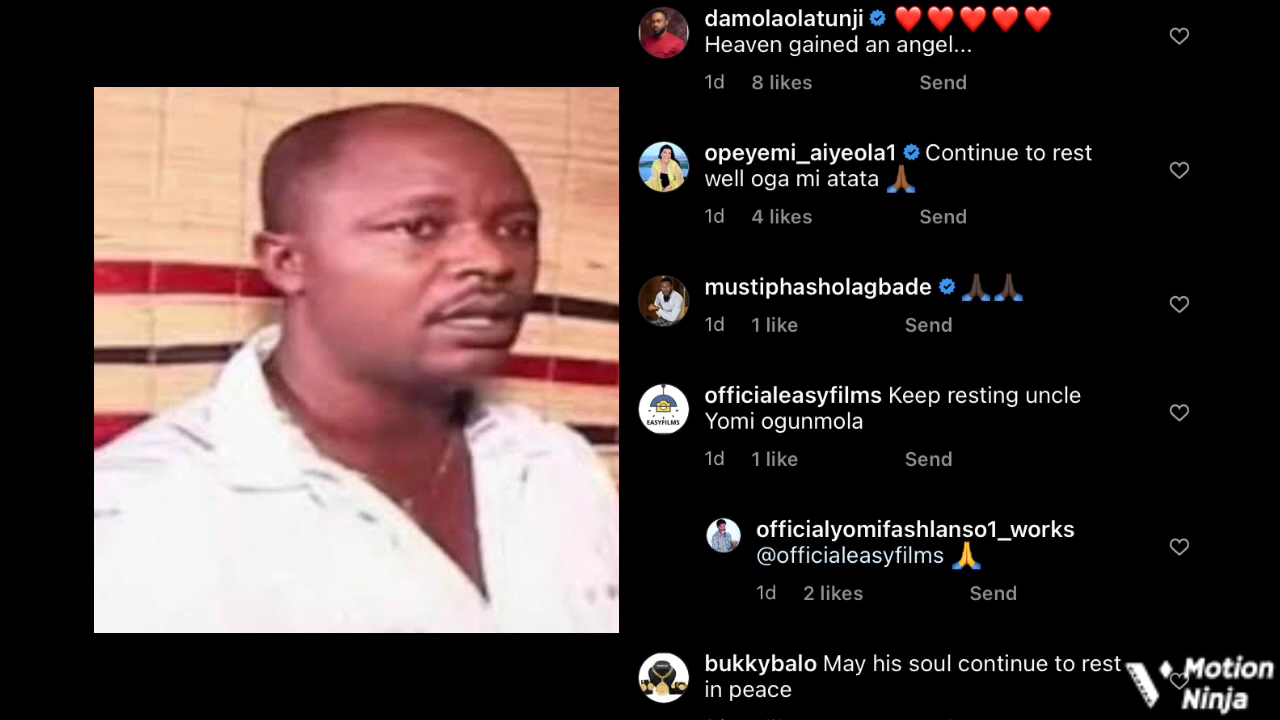 damolaolatunji ❤️❤️❤️❤️❤️
Heaven gained an angel...
1d 8 likes Send
opeyemi_aiyeola1 Continue to rest
well oga mi atata 🙏🏾
1d 4 likes Send
mustiphasholagbade 🙏🏿🙏🏿
1d 1 like Send
EASYFILMS
officialeasyfilms Keep resting uncle
Yomi ogunmola
1d 1 like Send
officialyomifashlanso1_works
@officialeasyfilms 🙏
1d 2 likes Send
bukkybalo May his soul continue to rest
in peace
Motion
Ninja